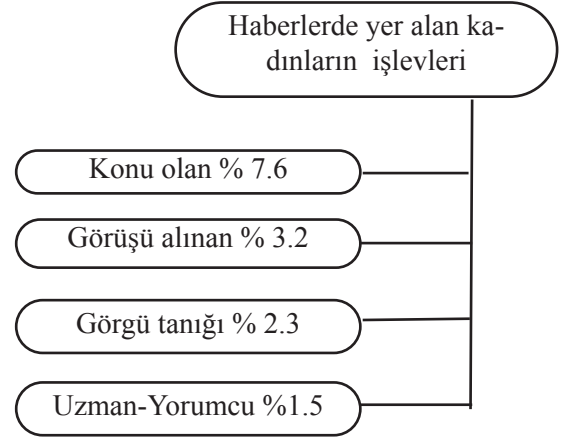 Haberlerde yer alan ka-
dınların işlevleri
Konu olan % 7.6
Görüşü alınan % 3.2
Görgü tanığı % 2.3
Uzman-Yorumcu %1.5